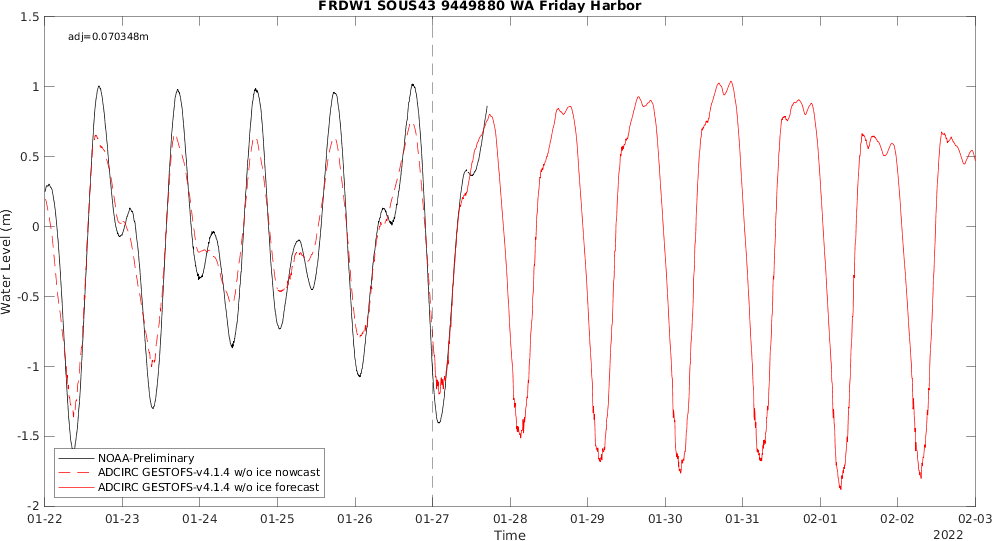 FRDW1 SOUS43 9449880 WA Friday Harbor
adj=0.070348m
1.5
1
0.5
0
-0.5
-1
-1.5
-2
Water Level (m)
NOAA-Preliminary
ADCIRC GESTOFS-v4.1.4 w/o ice nowcast
ADCIRC GESTOFS-v4.1.4 w/o ice forecast
01-22 01-23 01-24 01-25 01-26 01-27 01-28 01-29 01-30 01-31 02-01 02-02 02-03
Time
2022